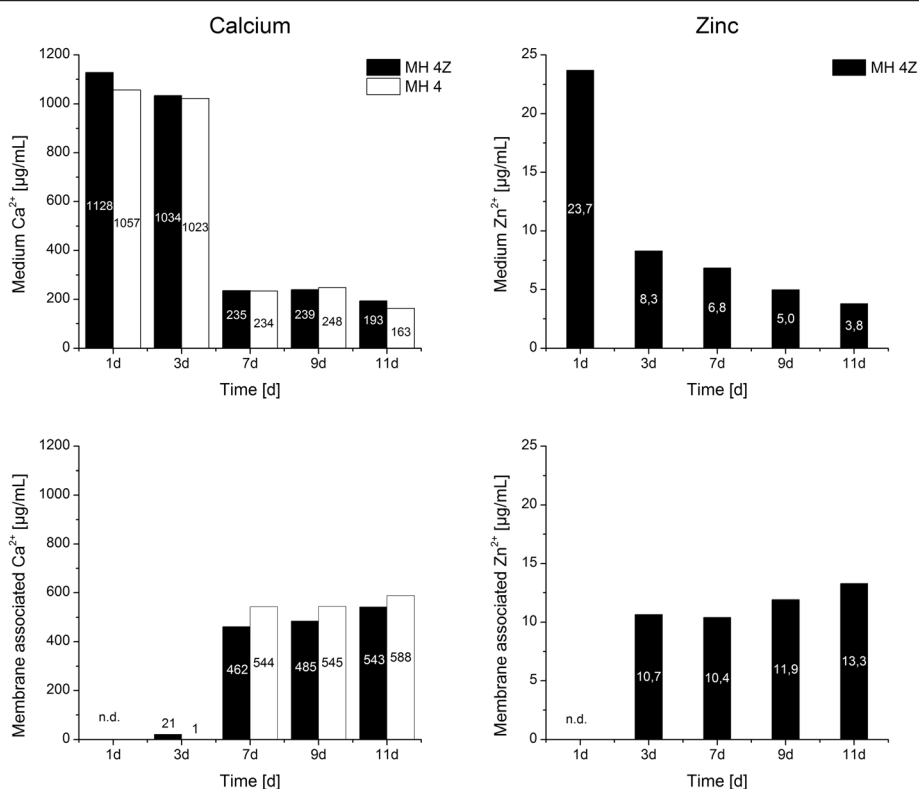 Calcium
1200
1000
800
600
400
200
0
Medium Ca²⁺ [µg/mL]
MH 4Z
MH 4
1128
1057
1034
1023
235
234
239
248
193
163
1d
3d
7d
9d
11d
Time [d]
Zinc
25
20
15
10
5
0
Medium Zn²⁺ [µg/mL]
MH 4Z
23,7
8,3
6,8
5,0
3,8
1d
3d
7d
9d
11d
Time [d]
1200
1000
800
600
400
200
0
Membrane associated Ca²⁺ [µg/mL]
n.d.
21
1
462
544
485
545
543
588
1d
3d
7d
9d
11d
Time [d]
25
20
15
10
5
0
Membrane associated Zn²⁺ [µg/mL]
n.d.
10,7
10,4
11,9
13,3
1d
3d
7d
9d
11d
Time [d]